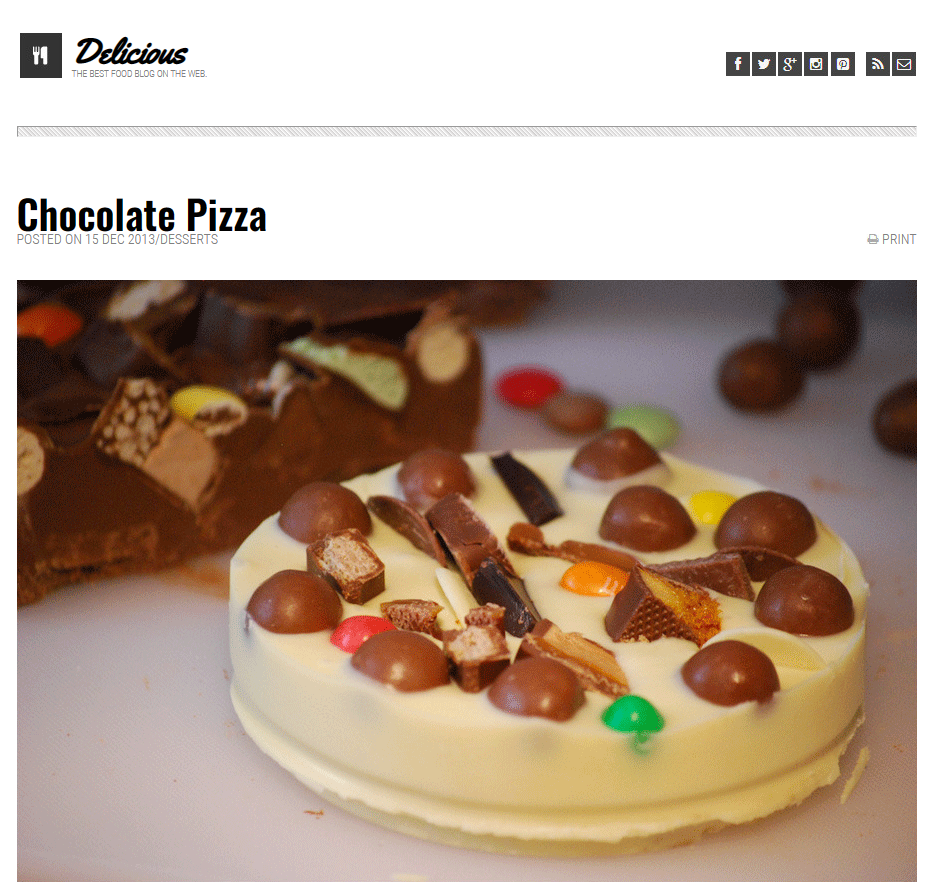 Delicious
THE BEST FOOD BLOG ON THE WEB.
Chocolate Pizza
POSTED ON 15 DEC 2013/DESSERTS
PRINT